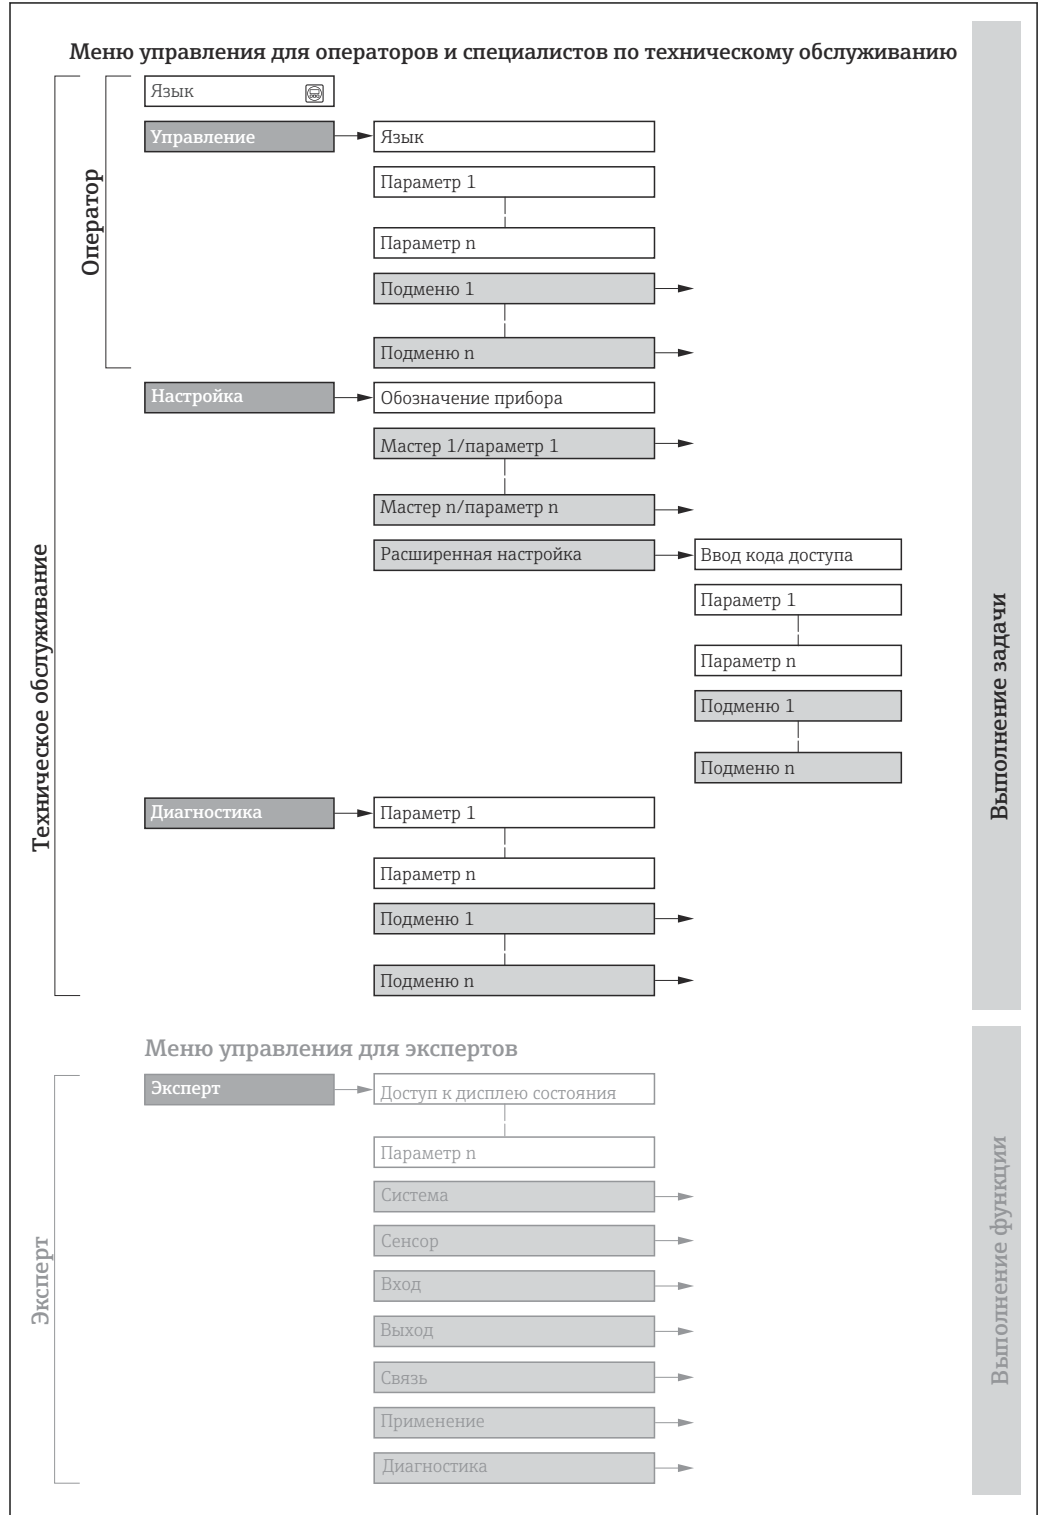 Меню управления для операторов и специалистов по техническому обслуживанию
Язык
Управление
Язык
Параметр 1
Параметр n
Подменю 1
Подменю n
Оператор
Настройка
Обозначение прибора
Мастер 1/параметр 1
Мастер n/параметр n
Расширенная настройка
Ввод кода доступа
Параметр 1
Параметр n
Подменю 1
Подменю n
Техническое обслуживание
Выполнение задачи
Диагностика
Параметр 1
Параметр n
Подменю 1
Подменю n
Меню управления для экспертов
Эксперт
Доступ к дисплею состояния
Параметр n
Система
Сенсор
Вход
Выход
Связь
Применение
Диагностика
Эксперт
Выполнение функции